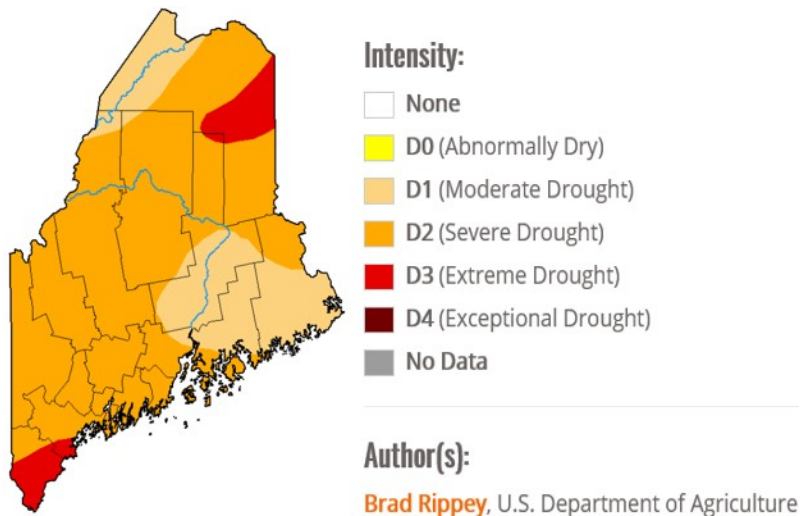 Intensity:
None
D0 (Abnormally Dry)
D1 (Moderate Drought)
D2 (Severe Drought)
D3 (Extreme Drought)
D4 (Exceptional Drought)
No Data
Author(s):
Brad Rippey, U.S. Department of Agriculture